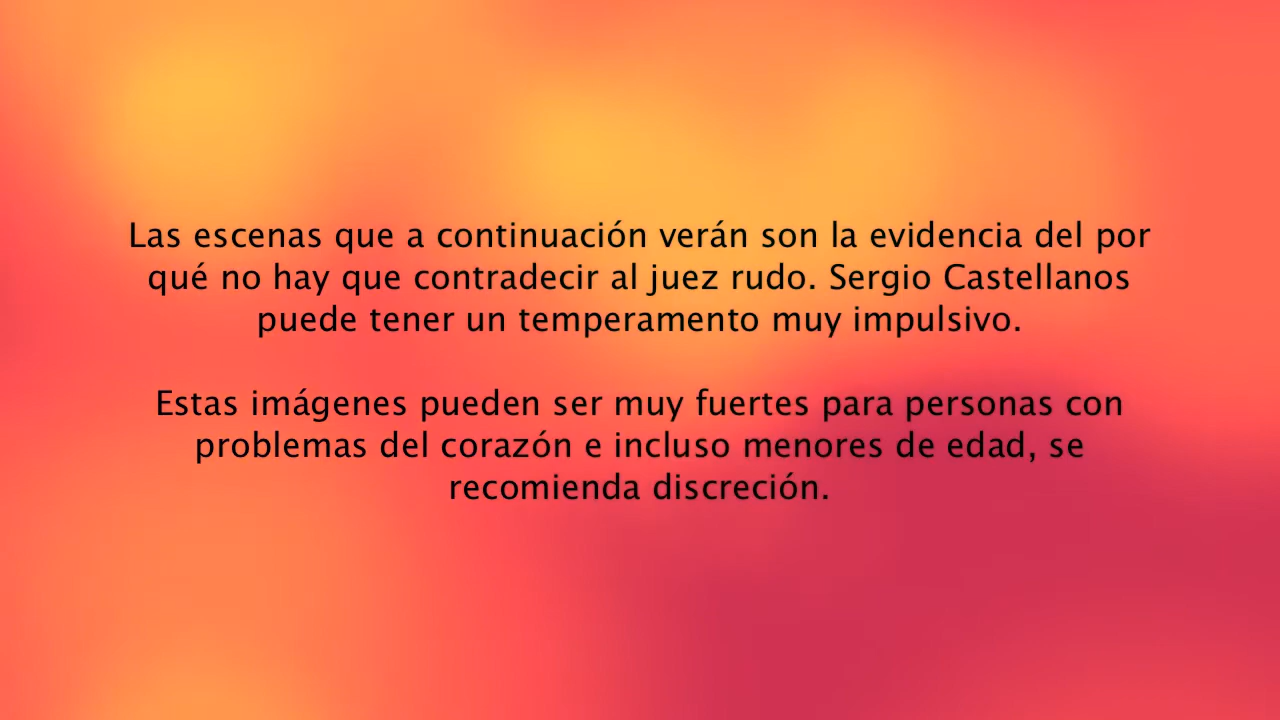 Las escenas que a continuación verán son la evidencia del por
qué no hay que contradecir al juez rudo. Sergio Castellanos
puede tener un temperamento muy impulsivo.
Estas imágenes pueden ser muy fuertes para personas con
problemas del corazón e incluso menores de edad, se
recomienda discreción.